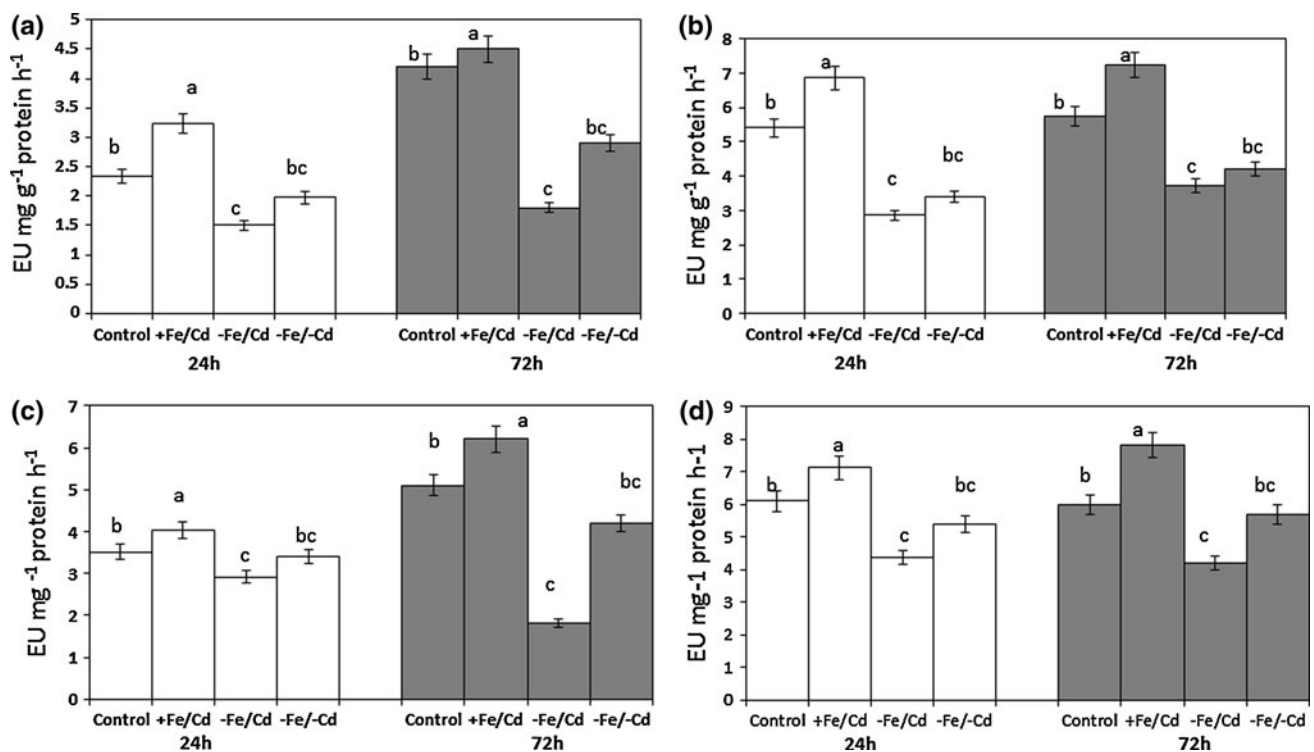 (a)
EU mg g-1 protein h-1
5
4.5
4
3.5
3
2.5
2
1.5
1
0.5
0
b
a
c
bc
b
a
c
bc
Control +Fe/Cd -Fe/Cd -Fe/-Cd
24h
Control +Fe/Cd -Fe/Cd -Fe/-Cd
72h
(b)
EU mg g-1 protein h-1
8
7
6
5
4
3
2
1
0
b
a
c
bc
b
a
c
bc
Control +Fe/Cd -Fe/Cd -Fe/-Cd
24h
Control +Fe/Cd -Fe/Cd -Fe/-Cd
72h
(c)
EU mg -1 protein h-1
7
6
5
4
3
2
1
0
b
a
c
bc
b
a
c
bc
Control +Fe/Cd -Fe/Cd -Fe/-Cd
24h
Control +Fe/Cd -Fe/Cd -Fe/-Cd
72h
(d)
EU mg-1 protein h-1
9
8
7
6
5
4
3
2
1
0
b
a
c
bc
b
a
c
bc
Control +Fe/Cd -Fe/Cd -Fe/-Cd
24h
Control +Fe/Cd -Fe/Cd -Fe/-Cd
72h